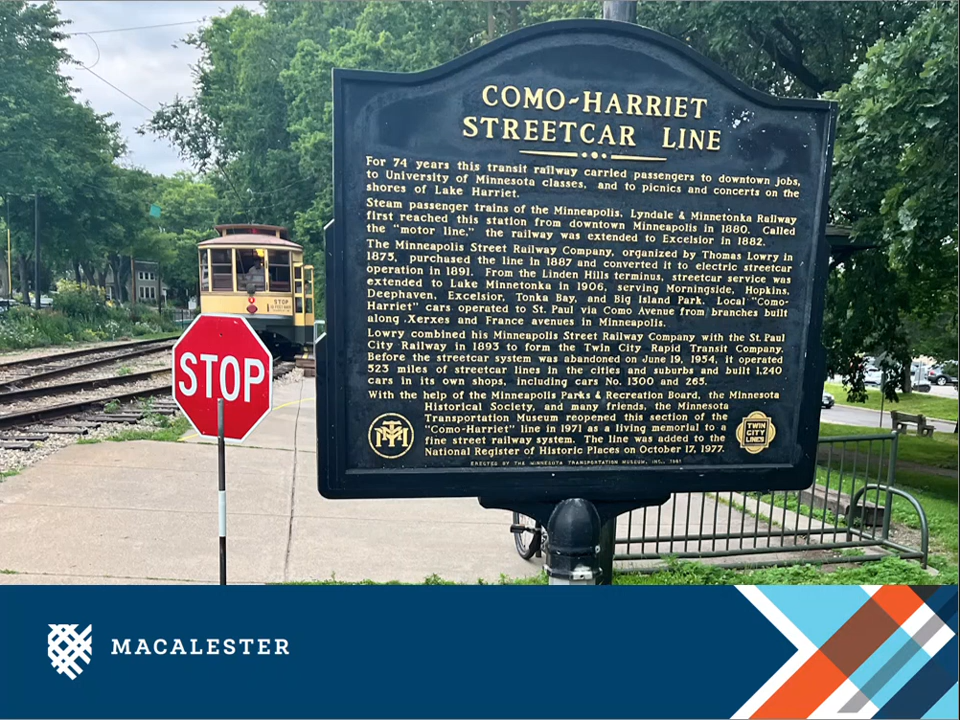 COMO-HARRIET
STREETCAR LINE
For 74 years this transit railway carried passengers to downtown jobs,
to University of Minnesota classes, and to picnics and concerts on the
shores of Lake Harriet.
Steam passenger trains of the Minneapolis, Lyndale & Minnetonka Railway
first reached this station from downtown Minneapolis in 1880. Called
the "motor line," the railway was extended to Excelsior in 1882.
The Minneapolis Street Railway Company, organized by Thomas Lowry in
1875, purchased the line in 1887 and converted it to electric streetcar
operation in 1891. From the Linden Hills terminus, streetcar service was
extended to Lake Minnetonka in 1906, serving Morningside, Hopkins,
Deephaven, Excelsior, Tonka Bay, and Big Island Park. Local "Como-
Harriet" cars operated to St. Paul via Como Avenue from branches built
along Xerxes and France avenues in Minneapolis.
Lowry combined his Minneapolis Street Railway Company with the St. Paul
City Railway in 1893 to form the Twin City Rapid Transit Company.
Before the streetcar system was abandoned on June 19, 1954, it operated
523 miles of streetcar lines in the cities and suburbs and built 1,240
cars in its own shops, including cars No. 1300 and 265.
With the help of the Minneapolis Parks & Recreation Board, the Minnesota
Historical Society, and many friends, the Minnesota
Transportation Museum reopened this section of the
"Como-Harriet" line in 1971 as a living memorial to a
fine street railway system. The line was added to the
National Register of Historic Places on October 17, 1977.
ERECTED BY THE MINNESOTA TRANSPORTATION MUSEUM, INC., 1981
TWIN
CITY
LINES
STOP
STOP
MACALESTER